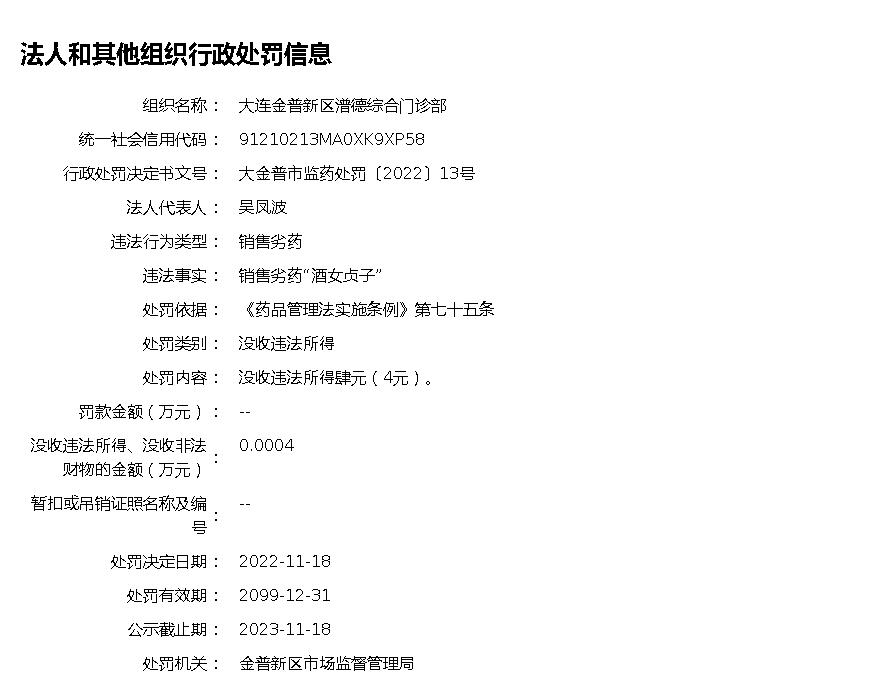 法人和其他组织行政处罚信息
组织名称： 大连金普新区潽德综合门诊部
统一社会信用代码： 91210213MA0XK9XP58
行政处罚决定书文号： 大金普市监药处罚〔2022〕13号
法人代表人： 吴凤波
违法行为类型： 销售劣药
违法事实： 销售劣药“酒女贞子”
处罚依据： 《药品管理法实施条例》第七十五条
处罚类别： 没收违法所得
处罚内容： 没收违法所得肆元（4元）。
罚款金额（万元）： --
没收违法所得、没收非法
财物的金额（万元）： 0.0004
暂扣或吊销证照名称及编
号： --
处罚决定日期： 2022-11-18
处罚有效期： 2099-12-31
公示截止期： 2023-11-18
处罚机关： 金普新区市场监督管理局